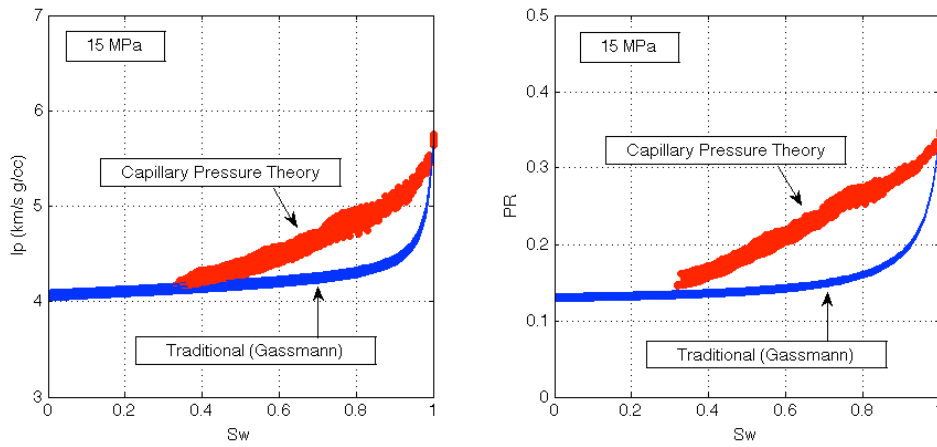 7
6
5
4
3
Ip (km/s g/cc)
15 MPa
Capillary Pressure Theory
Traditional (Gassmann)
0
0.2
0.4
0.6
0.8
1
Sw
0.5
0.4
0.3
0.2
0.1
0
PR
15 MPa
Capillary Pressure Theory
Traditional (Gassmann)
0
0.2
0.4
0.6
0.8
1
Sw